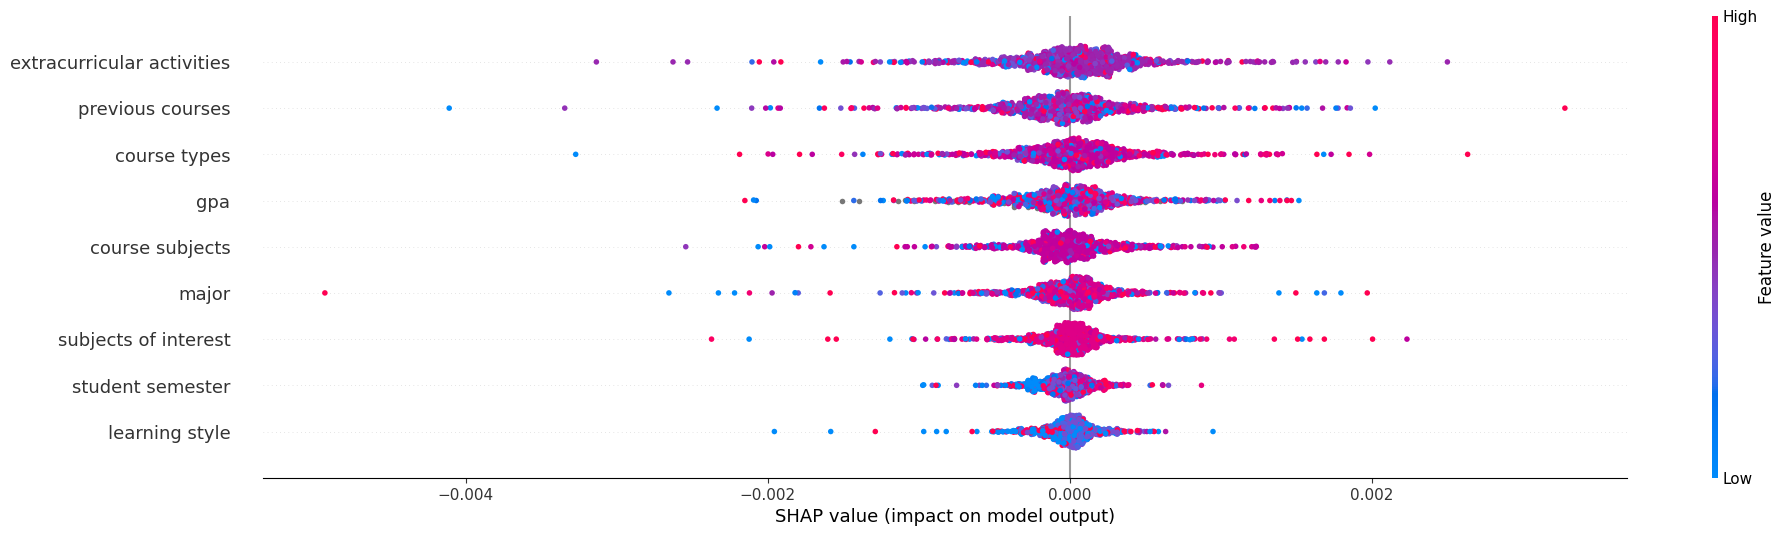 extracurricular activities
previous courses
course types
gpa
course subjects
major
subjects of interest
student semester
learning style
−0.004 −0.002 0.000 0.002
SHAP value (impact on model output)
High
Feature value
Low